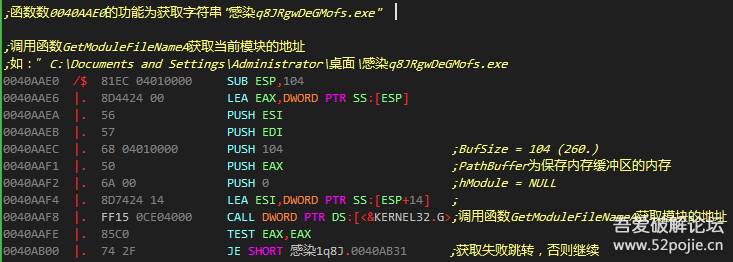 ;函数数0040AAE0的功能为获取字符串"感染q8JRgwDeGMofs.exe"
;调用函数GetModuleFileNameA获取当前模块的地址
;如:" C:\Documents and Settings\Administrator\桌面\感染q8JRgwDeGMofs.exe
0040AAE0 /$ 81EC 04010000 SUB ESP,104
0040AAE6 |. 8D4424 00 LEA EAX,DWORD PTR SS:[ESP]
0040AAEA |. 56 PUSH ESI
0040AAEB |. 57 PUSH EDI
0040AAEC |. 68 04010000 PUSH 104 ;BufSize = 104 (260.)
0040AAF1 |. 50 PUSH EAX ;PathBuffer为保存内存缓冲区的内存
0040AAF2 |. 6A 00 PUSH 0 ;hModule = NULL
0040AAF4 |. 8D7424 14 LEA ESI,DWORD PTR SS:[ESP+14] ;
0040AAF8 |. FF15 0CE04000 CALL DWORD PTR DS:[<&KERNEL32.G>;调用函数GetModuleFileNameA获取模块的地址
0040AAFE |. 85C0 TEST EAX,EAX
0040AB00 |. 74 2F JE SHORT 感染1q8J.0040AB31 ;获取失败跳转,否则继续
吾爱破解论坛
www.52pojie.cn